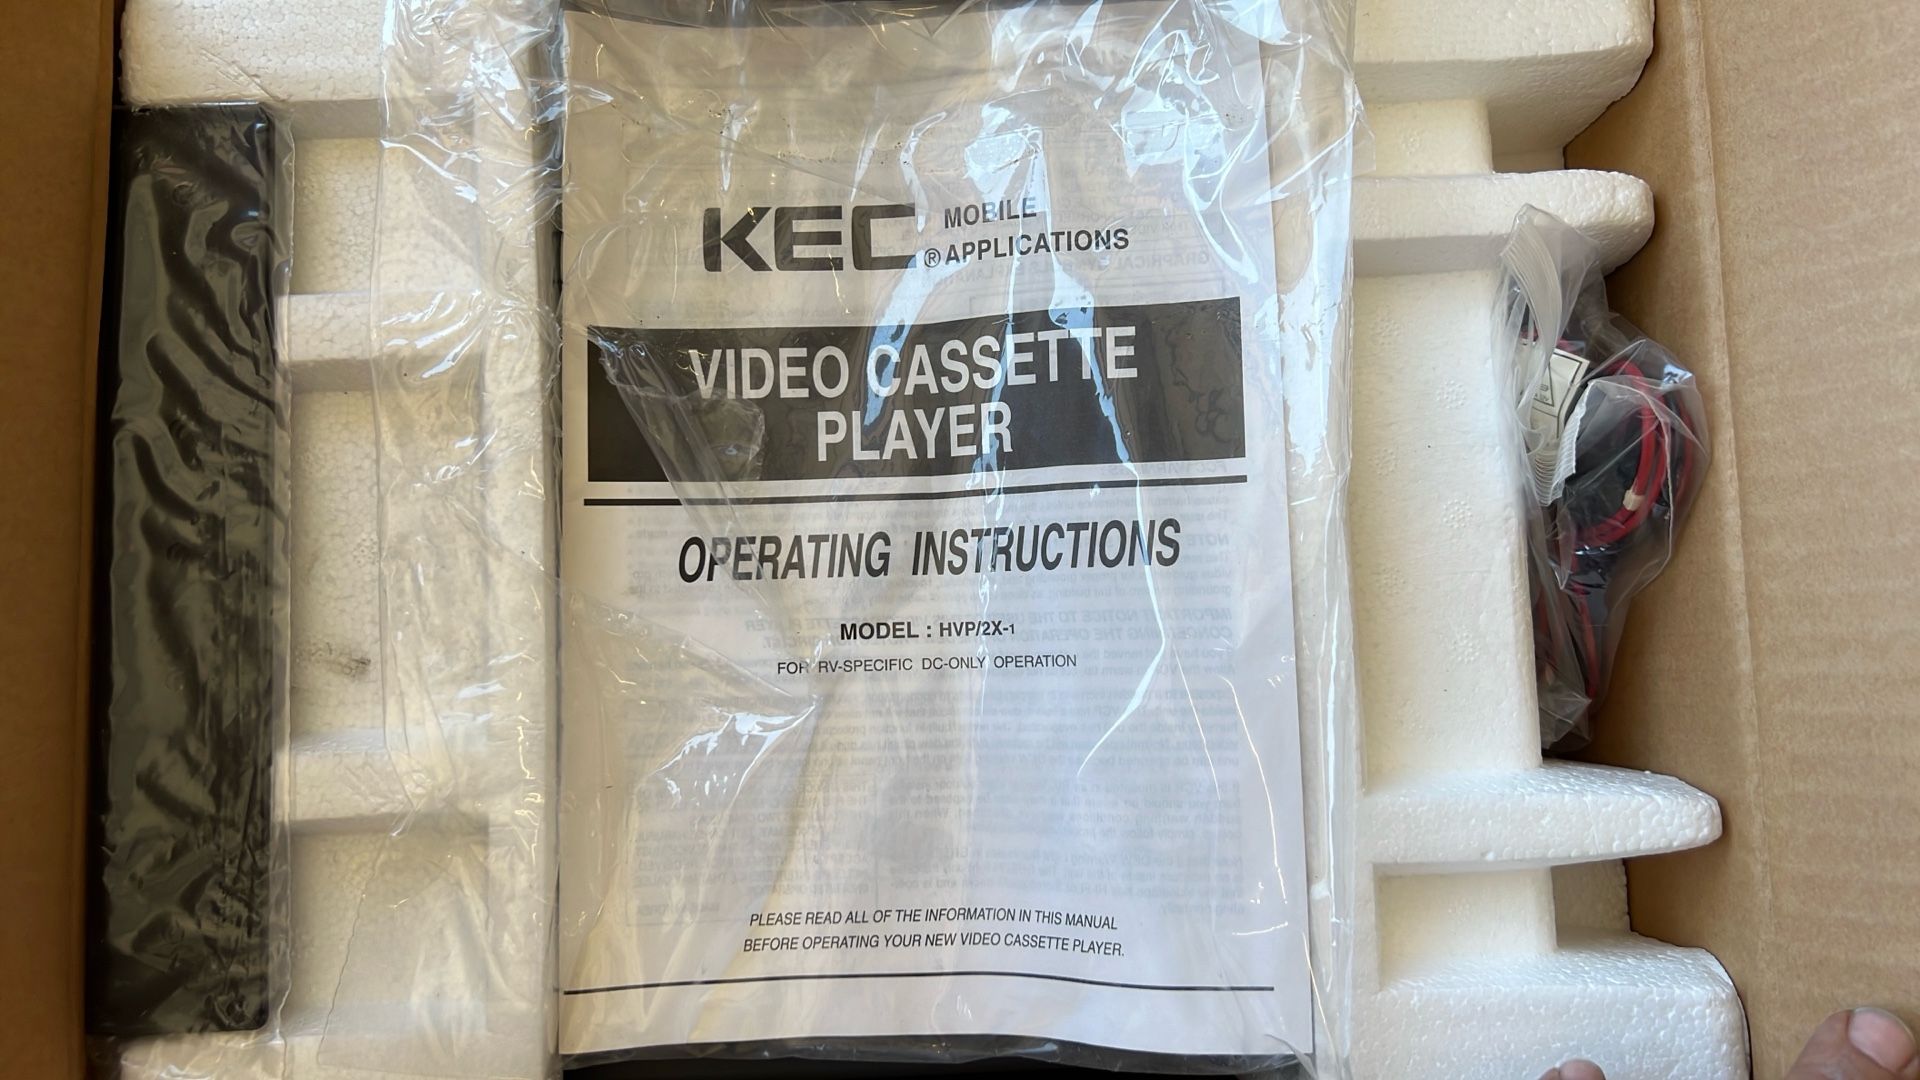 KEC MOBILE
® APPLICATIONS
VIDEO CASSETTE
PLAYER
OPERATING INSTRUCTIONS
MODEL : HVP/2X-1
FOR RV-SPECIFIC DC-ONLY OPERATION
PLEASE READ ALL OF THE INFORMATION IN THIS MANUAL
BEFORE OPERATING YOUR NEW VIDEO CASSETTE PLAYER.